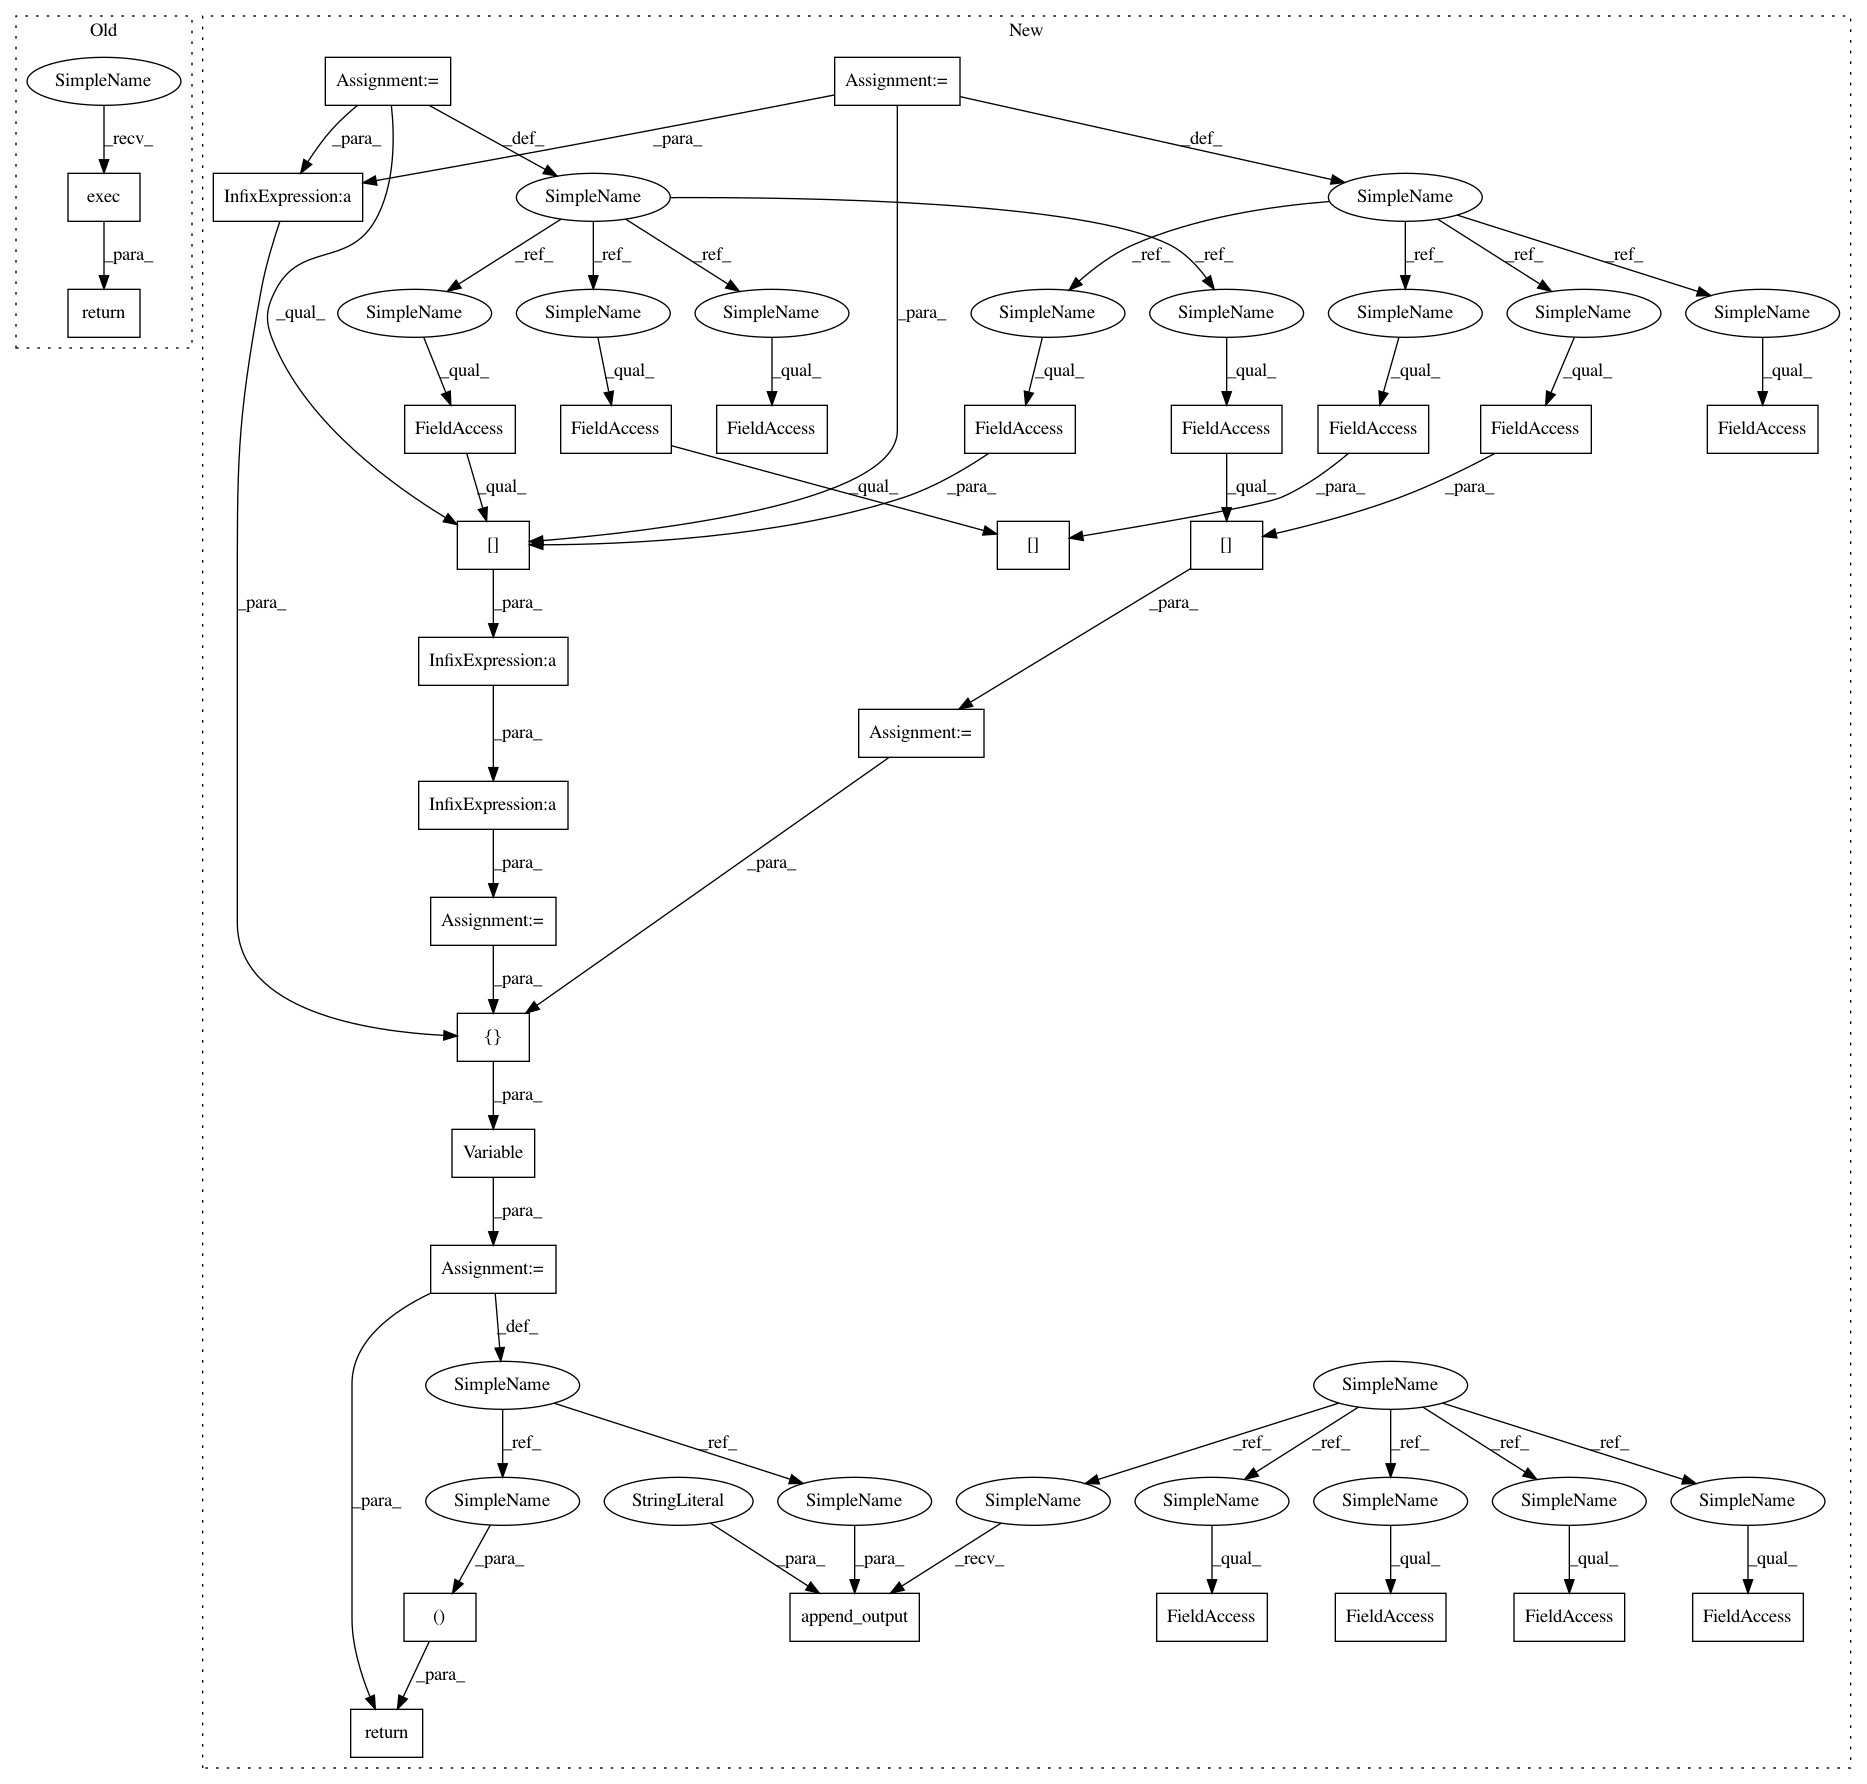 Old
New
SimpleName
Assignment:=
Assignment:=
_recv_
_para_
_def_
_para_
_def_
exec
InfixExpression:a
SimpleName
SimpleName
_para_
_ref_
_ref_
_ref_
_ref_
_ref_
_ref_
_ref_
_ref_
return
_qual_
SimpleName
SimpleName
SimpleName
_para_
SimpleName
SimpleName
SimpleName
SimpleName
SimpleName
_qual_
_qual_
_qual_
_qual_
_qual_
_qual_
_qual_
_qual_
FieldAccess
FieldAccess
FieldAccess
FieldAccess
FieldAccess
FieldAccess
FieldAccess
FieldAccess
_qual_
_qual_
_para_
_qual_
_para_
_para_
[]
[]
[]
_para_
_para_
_para_
InfixExpression:a
_para_
Assignment:=
InfixExpression:a
_para_
_para_
Assignment:=
_para_
{}
_para_
Variable
_para_
Assignment:=
_def_
SimpleName
SimpleName
_ref_
_ref_
_ref_
_ref_
_ref_
_ref_
_ref_
_para_
SimpleName
StringLiteral
SimpleName
SimpleName
SimpleName
SimpleName
SimpleName
SimpleName
_para_
_para_
_para_
_recv_
_qual_
_qual_
_qual_
_qual_
()
append_output
FieldAccess
FieldAccess
FieldAccess
FieldAccess
_para_
return